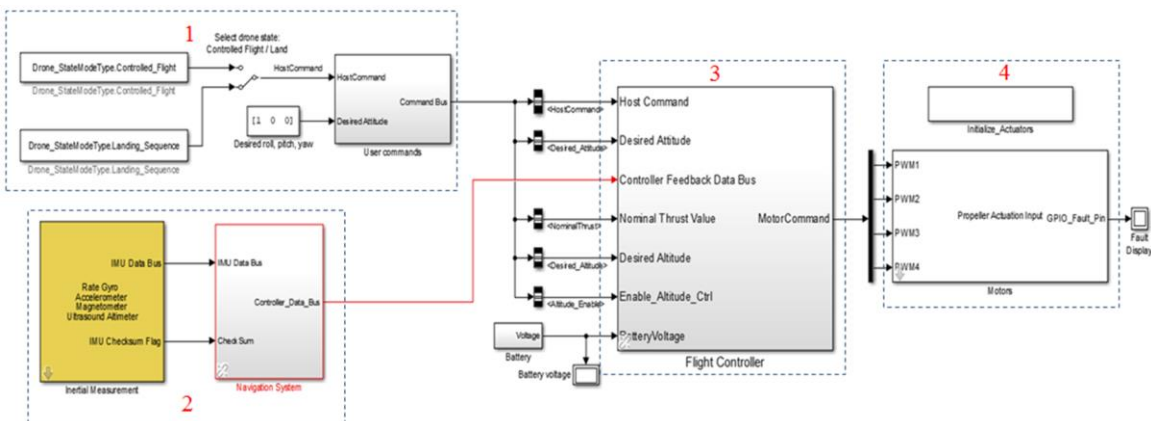 1
Select drone state:
Controlled Flight / Land
Drone_StateModeType.Controlled_Flight
Drone_StateModeType.Controlled_Flight
HostCommand
HostCommand
Command Bus
[1 0 0]
Desired Attitude
Desired roll, pitch, yaw
User commands
Drone_StateModeType.Landing_Sequence
Drone_StateModeType.Landing_Sequence
2
IMU Data Bus
Rate Gyro
Accelerometer
Magnetometer
Ultrasound Altimeter
IMU Checksum Flag
Inertial Measurement
IMU Data Bus
Controller_Data_Bus
Check Sum
Navigation System
<HostCommand>
<Desired_Attitude>
<NominalThrust>
<Desired_Altitude>
<Altitude_Enable>
Voltage
Battery
Battery voltage
3
Host Command
Desired Attitude
Controller Feedback Data Bus
Nominal Thrust Value
MotorCommand
Desired Altitude
Enable_Altitude_Ctrl
BatteryVoltage
Flight Controller
4
Initialize_Actuators
PWM1
PWM2
PWM3
PWM4
Propeller Actuation Input
GPIO_Fault_Pin
Motors
Fault
Display